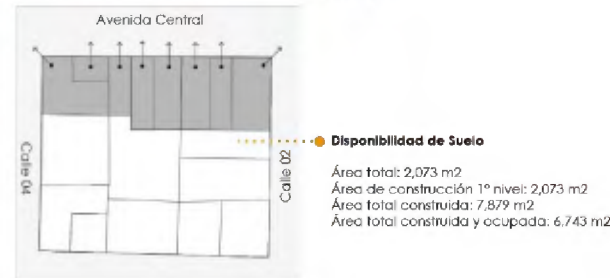 Avenida Central
Calle 04
Calle 02
Disponibilidad de Suelo
Área total: 2,073 m2
Área de construcción 1° nivel: 2,073 m2
Área total construida: 7,879 m2
Área total construida y ocupada: 6,743 m2